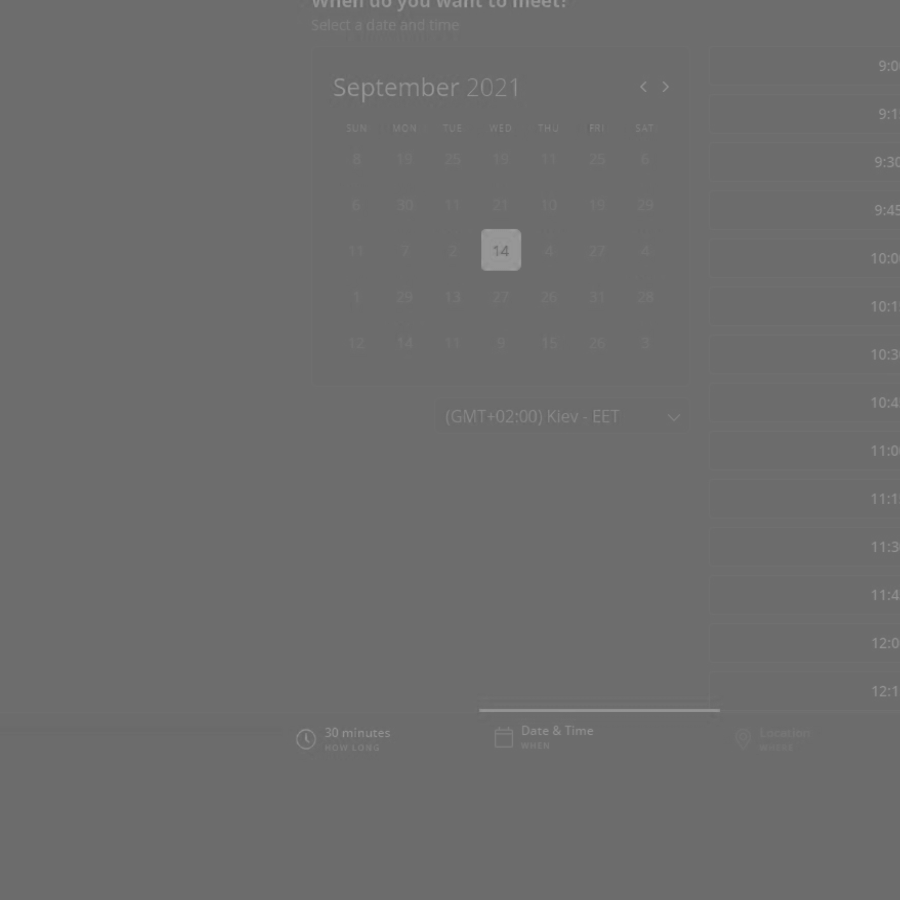 When do you want to meet?
Select a date and time
September 2021
SUN MON TUE WED THU FRI SAT
8 19 25 19 11 25 6
6 30 11 21 10 19 29
11 7 2 14 4 27 4
1 29 13 27 26 31 28
12 14 11 9 15 26 3
(GMT+02:00) Kiev - EET
9:0
9:1
9:30
9:45
10:0
10:1
10:3
10:4
11:0
11:1
11:3
11:4
12:0
12:1
30 minutes
HOW LONG
Date & Time
WHEN
Location
WHERE